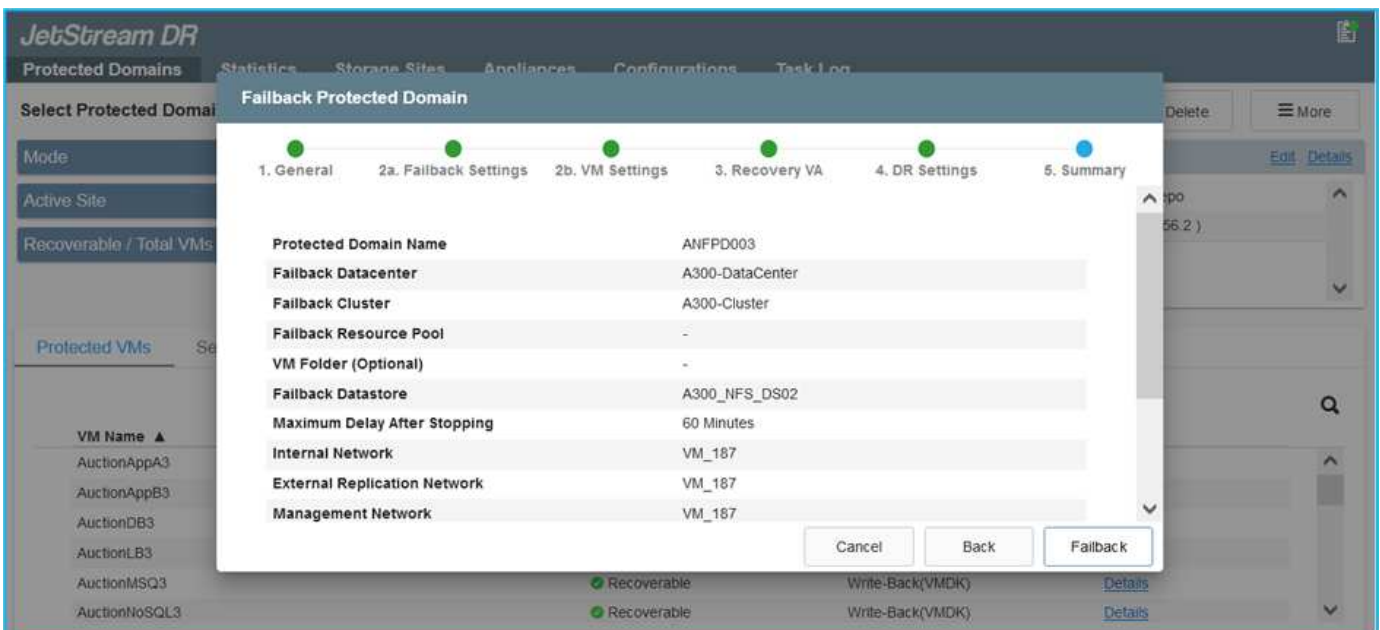 JetStream DR
Protected Domains Statistics Storage Sites Appliances Configurations Task Log
Select Protected Domai
Delete
More
Failback Protected Domain
Mode
Edit Details
1. General 2a. Failback Settings 2b. VM Settings 3. Recovery VA 4. DR Settings 5. Summary
Active Site
epo
Recoverable / Total VMs
56.2 )
Protected Domain Name ANFPD003
Failback Datacenter A300-DataCenter
Failback Cluster A300-Cluster
Failback Resource Pool -
VM Folder (Optional) -
Failback Datastore A300_NFS_DS02
Maximum Delay After Stopping 60 Minutes
Internal Network VM_187
External Replication Network VM_187
Management Network VM_187
Cancel Back Failback
Protected VMs Se
VM Name ▲
AuctionAppA3
AuctionAppB3
AuctionDB3
AuctionLB3
AuctionMSQ3 Recoverable Write-Back(VMDK) Details
AuctionNoSQL3 Recoverable Write-Back(VMDK) Details